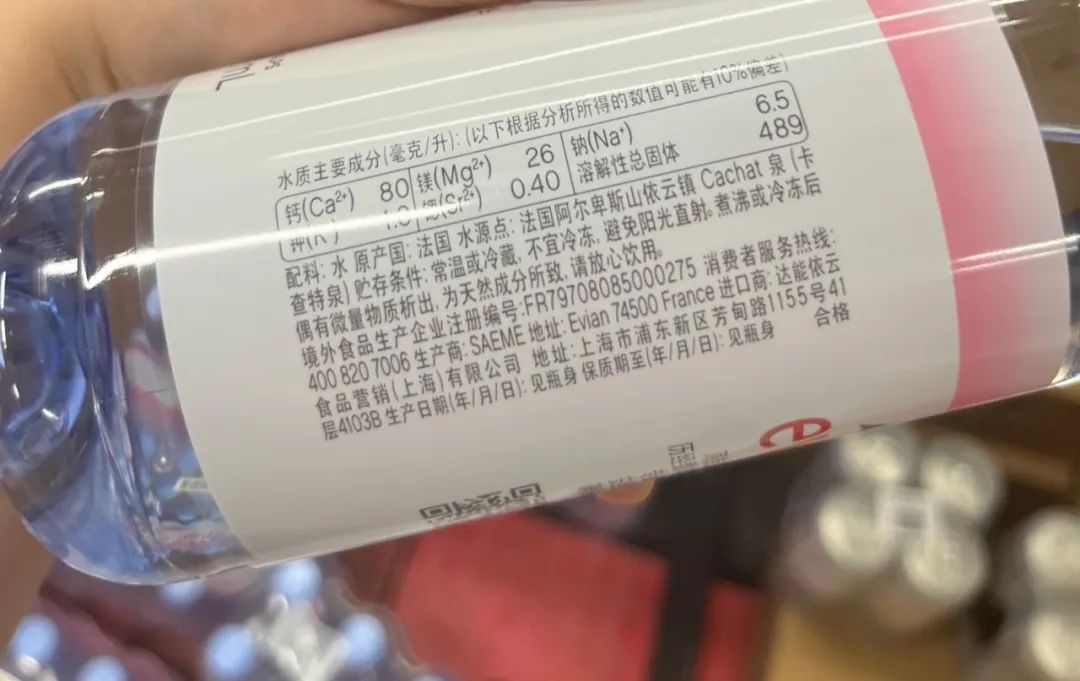 mL
水质主要成分(毫克/升): (以下根据分析所得的数值可能有10%偏差)
钙(Ca²⁺) 80 镁(Mg²⁺) 26 钠(Na⁺) 6.5
钾(K⁺) 1.0 锶(Sr²⁺) 0.40 溶解性总固体 489
配料: 水 原产国: 法国 水源点: 法国阿尔卑斯山依云镇 Cachat 泉 (卡
查特泉) 贮存条件: 常温或冷藏, 不宜冷冻, 避免阳光直射。煮沸或冷冻后
偶有微量物质析出, 为天然成分所致, 请放心饮用。
境外食品生产企业注册编号:FR79708085000275 消费者服务热线:
400 820 7006 生产商: SAEME 地址: Evian 74500 France 进口商: 达能依云
食品营销(上海)有限公司 地址:上海市浦东新区芳甸路1155号41
层4103B 生产日期(年/月/日): 见瓶身 保质期至(年/月/日): 见瓶身 合格